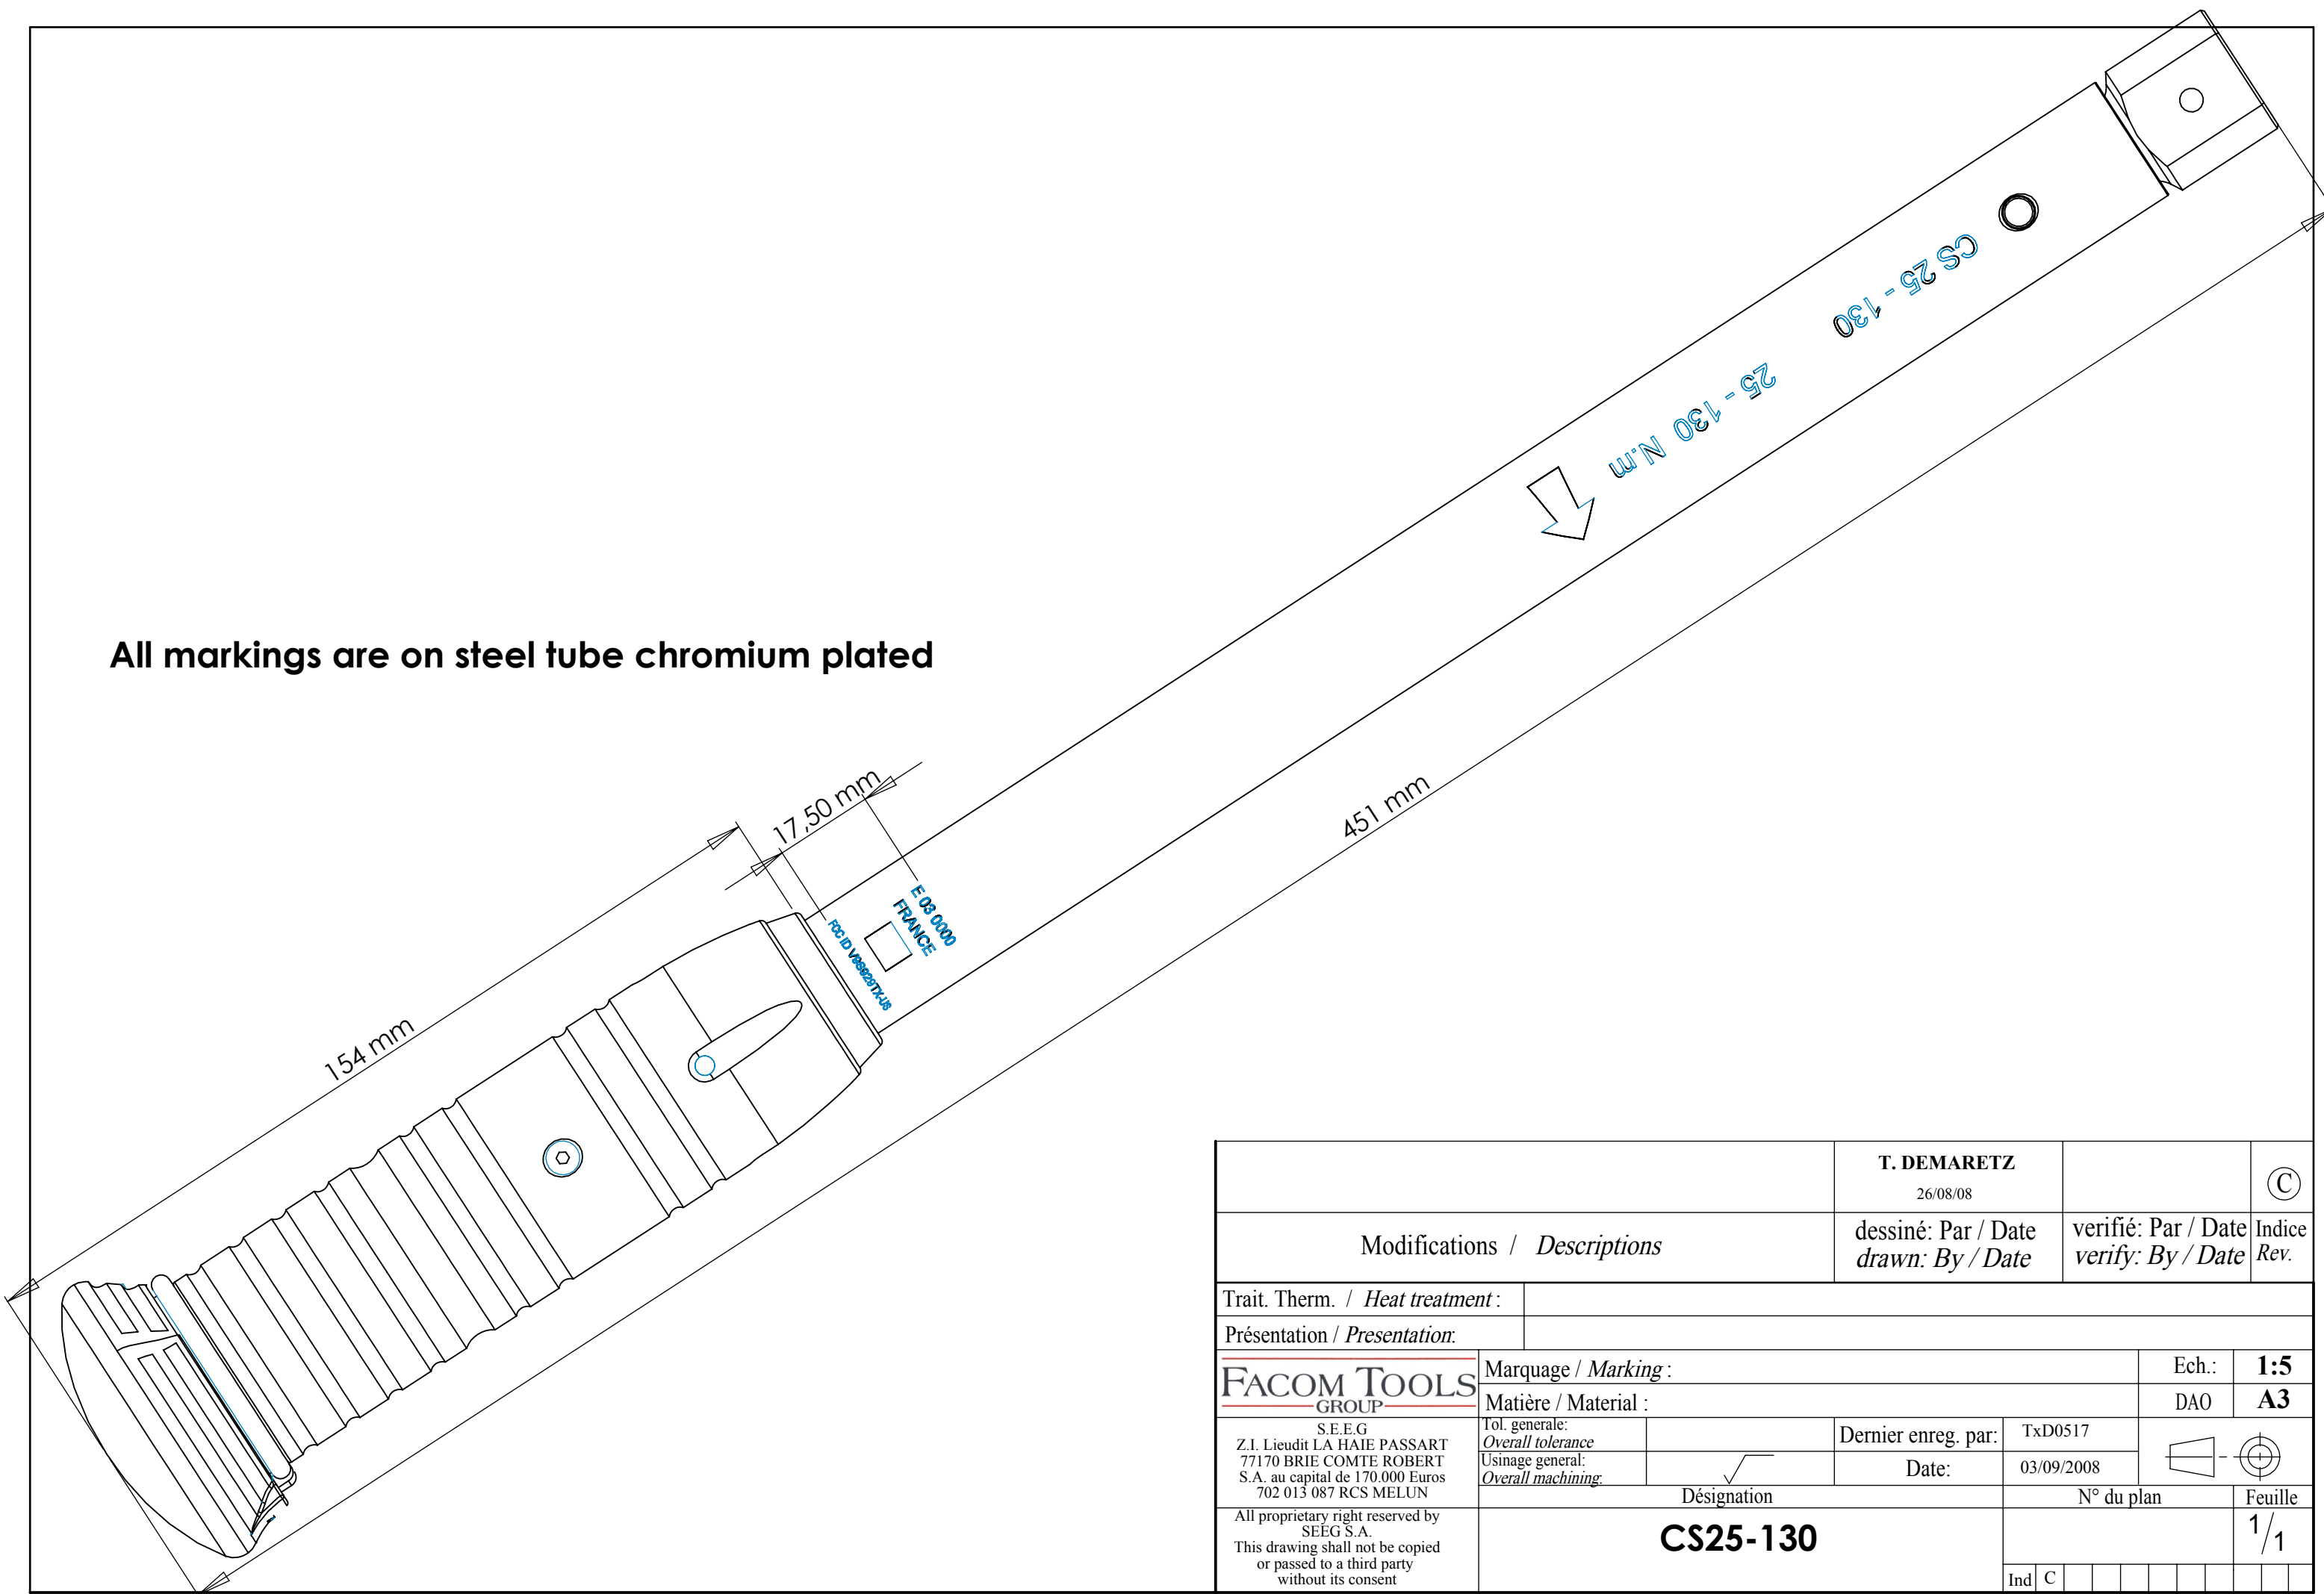 CS 25 - 130
25 - 130 N.m
All markings are on steel tube chromium plated
17,50 mm
451 mm
E 03 0000
FRANCE
FCC ID V9S929TX-US
154 mm
T. DEMARETZ
26/08/08
C
Modifications / Descriptions
dessiné: Par / Date
drawn: By / Date
verifié: Par / Date
verify: By / Date
Indice
Rev.
Trait. Therm. / Heat treatment :
Présentation / Presentation:
FACOM TOOLS
GROUP
Marquage / Marking :
Ech.: 1:5
Matière / Material :
DAO A3
S.E.E.G
Z.I. Lieudit LA HAIE PASSART
77170 BRIE COMTE ROBERT
S.A. au capital de 170.000 Euros
702 013 087 RCS MELUN
Tol. generale:
Overall tolerance
Dernier enreg. par: TxD0517
Usinage general:
Overall machining:
Date: 03/09/2008
Désignation
N° du plan
Feuille
All proprietary right reserved by
SEEG S.A.
This drawing shall not be copied
or passed to a third party
without its consent
CS25-130
1/1
Ind C